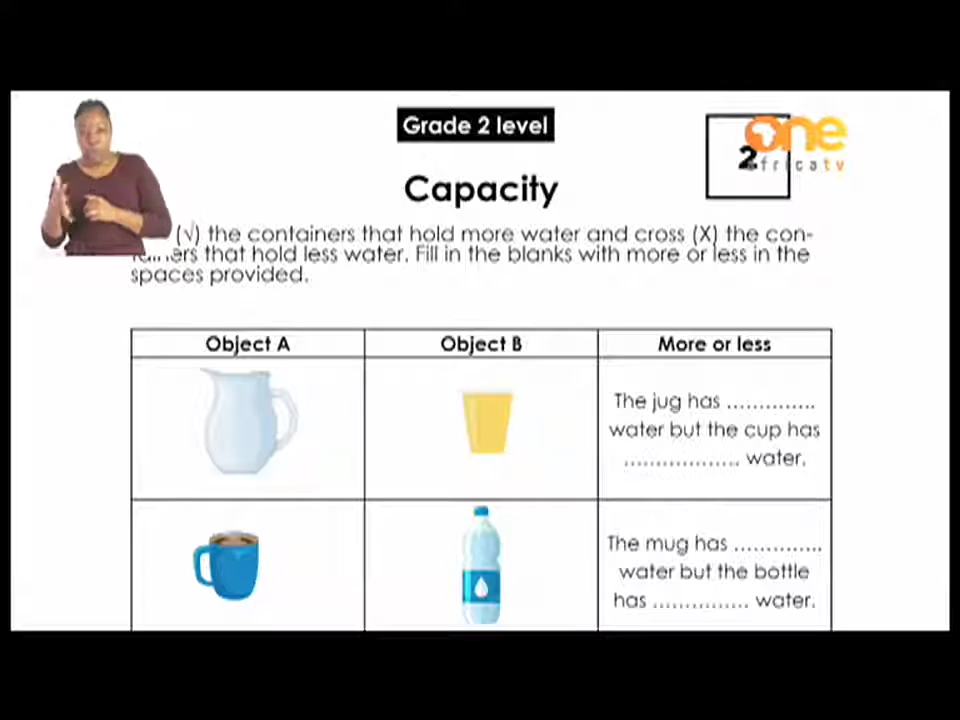 Grade 2 level
2
one
africa tv
Capacity
(√) the containers that hold more water and cross (X) the con-
ers that hold less water. Fill in the blanks with more or less in the
spaces provided.
Object A
Object B
More or less
The jug has ..............
water but the cup has
.................. water.
The mug has ..............
water but the bottle
has ............... water.